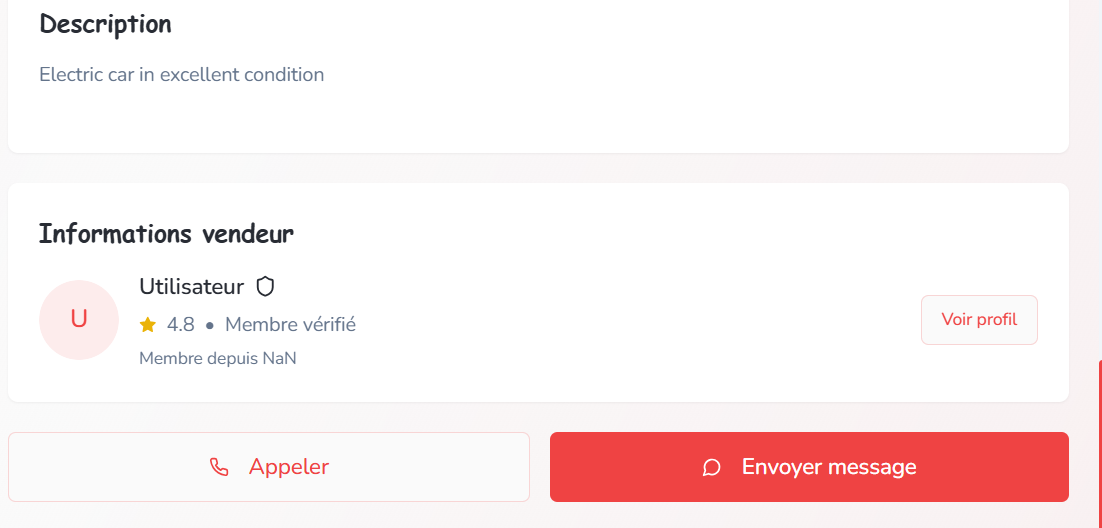 Description
Electric car in excellent condition
Informations vendeur
U
Utilisateur
4.8 • Membre vérifié
Membre depuis NaN
Voir profil
Appeler
Envoyer message